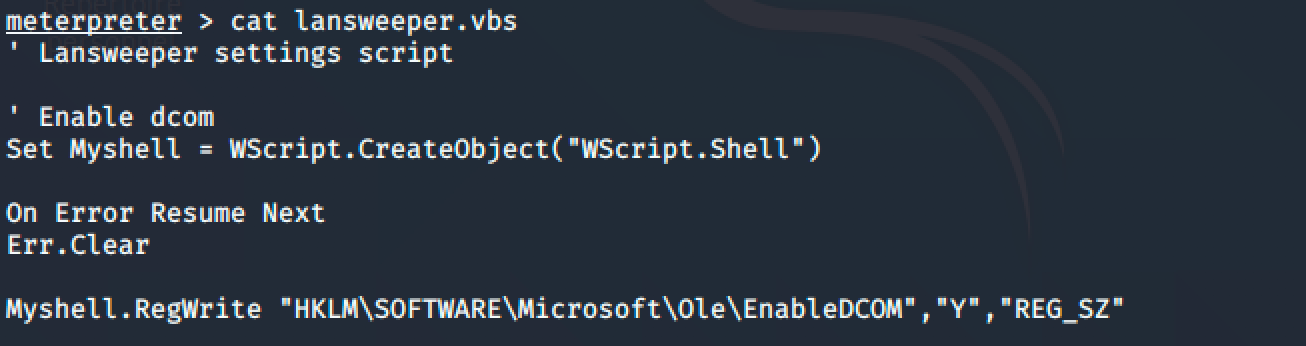 meterpreter > cat lansweeper.vbs
' Lansweeper settings script
' Enable dcom
Set Myshell = WScript.CreateObject("WScript.Shell")
On Error Resume Next
Err.Clear
Myshell.RegWrite "HKLM\SOFTWARE\Microsoft\Ole\EnableDCOM","Y","REG_SZ"